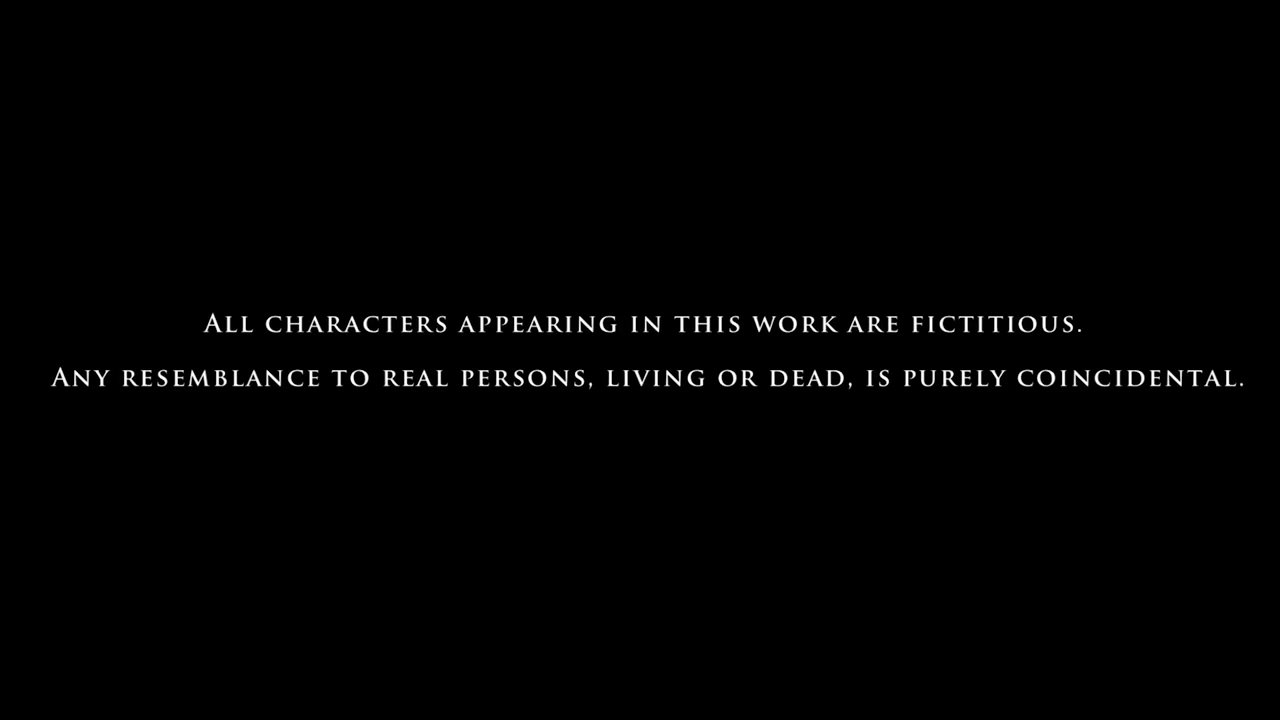 All characters appearing in this work are fictitious.
Any resemblance to real persons, living or dead, is purely coincidental.